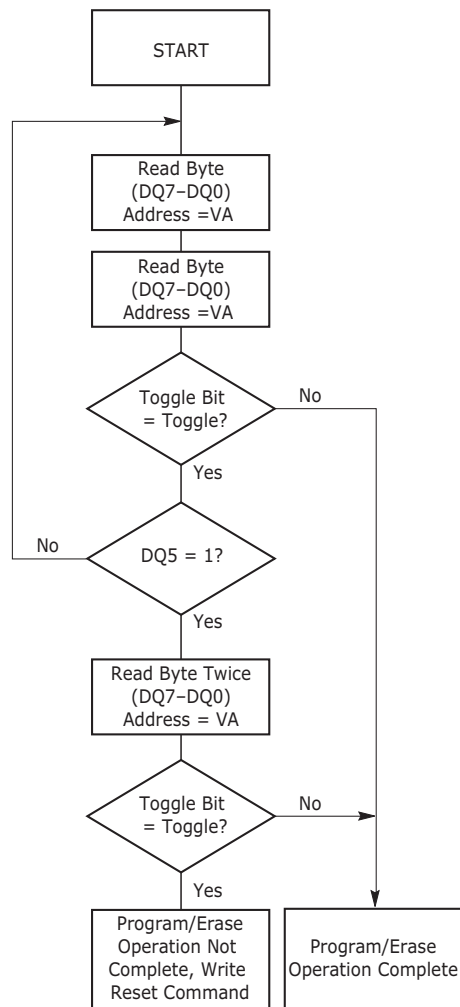 START
Read Byte
(DQ7–DQ0)
Address =VA
Read Byte
(DQ7–DQ0)
Address =VA
Toggle Bit
= Toggle?
No
Yes
No
DQ5 = 1?
Yes
Read Byte Twice
(DQ7–DQ0)
Address = VA
Toggle Bit
= Toggle?
No
Yes
Program/Erase
Operation Not
Complete, Write
Reset Command
Program/Erase
Operation Complete